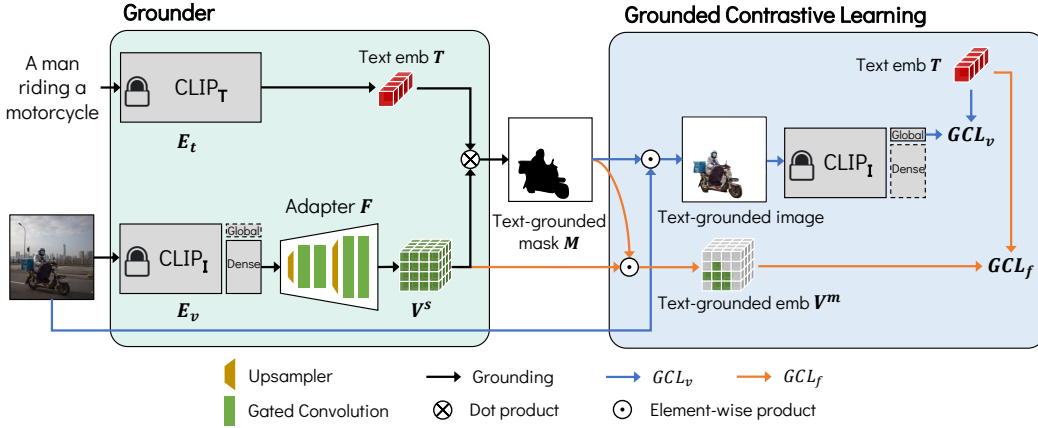 Grounder
Grounded Contrastive Learning
A man
riding a
motorcycle
CLIP_T
E_t
Text emb T
Text emb T
Global
Dense
CLIP_I
GCL_v
Text-grounded
mask M
Text-grounded image
Adapter F
Global
Dense
CLIP_I
E_v
V^s
Text-grounded emb V^m
GCL_f
Upsampler
Grounding
GCL_v
GCL_f
Gated Convolution
Dot product
Element-wise product